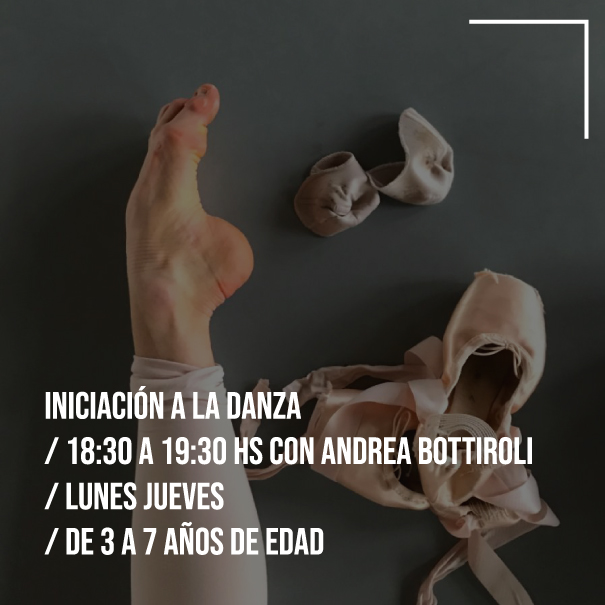 INICIACIÓN A LA DANZA
/ 18:30 A 19:30 HS CON ANDREA BOTTIROLI
/ LUNES JUEVES
/ DE 3 A 7 AÑOS DE EDAD